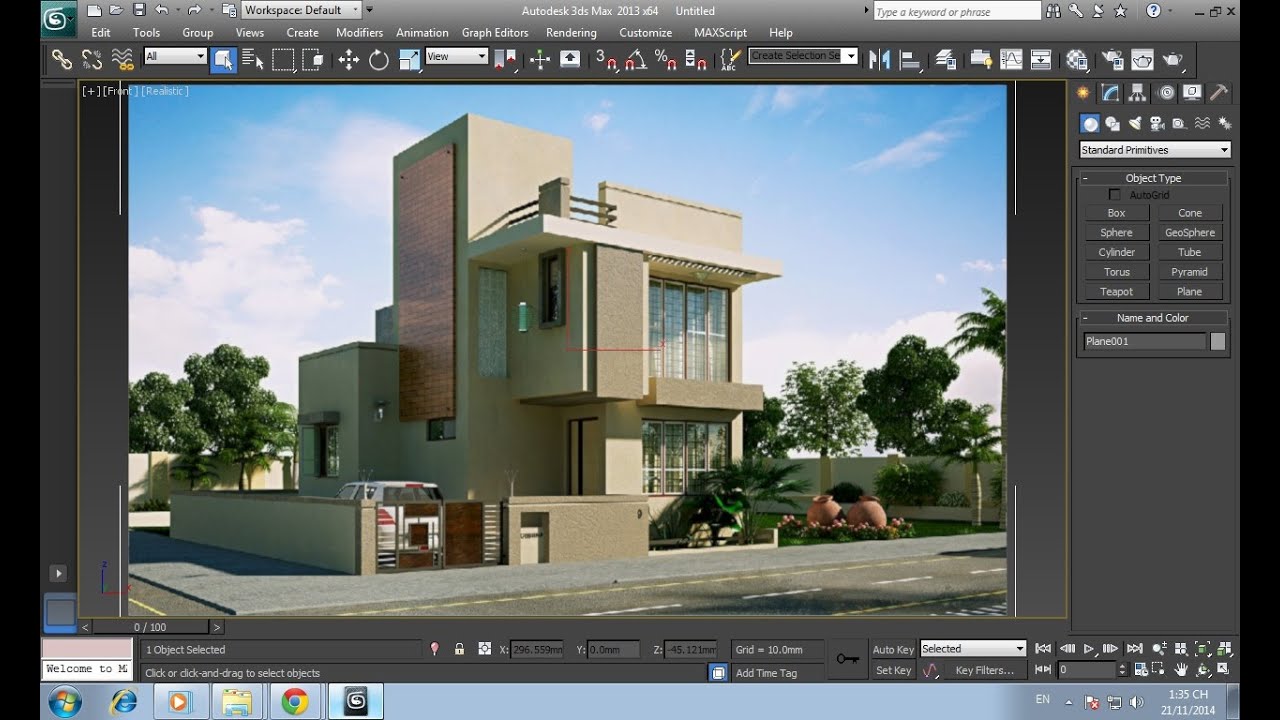 Workspace: Default
Autodesk 3ds Max 2013 x64 Untitled
Type a keyword or phrase
Edit Tools Group Views Create Modifiers Animation Graph Editors Rendering Customize MAXScript Help
All
View
3
%
ABC
Create Selection Se
[+] [Front] [Realistic]
Standard Primitives
- Object Type
AutoGrid
Box Cone
Sphere GeoSphere
Cylinder Tube
Torus Pyramid
Teapot Plane
- Name and Color
Plane001
x
z
x
< 0 / 100 >
Welcome to M
1 Object Selected
X: 296.559mm Y: 0.0mm Z: -45.121mm
Grid = 10.0mm
Auto Key Selected
Click or click-and-drag to select objects
Add Time Tag
Set Key Key Filters...
0
EN
1:35 CH
21/11/2014